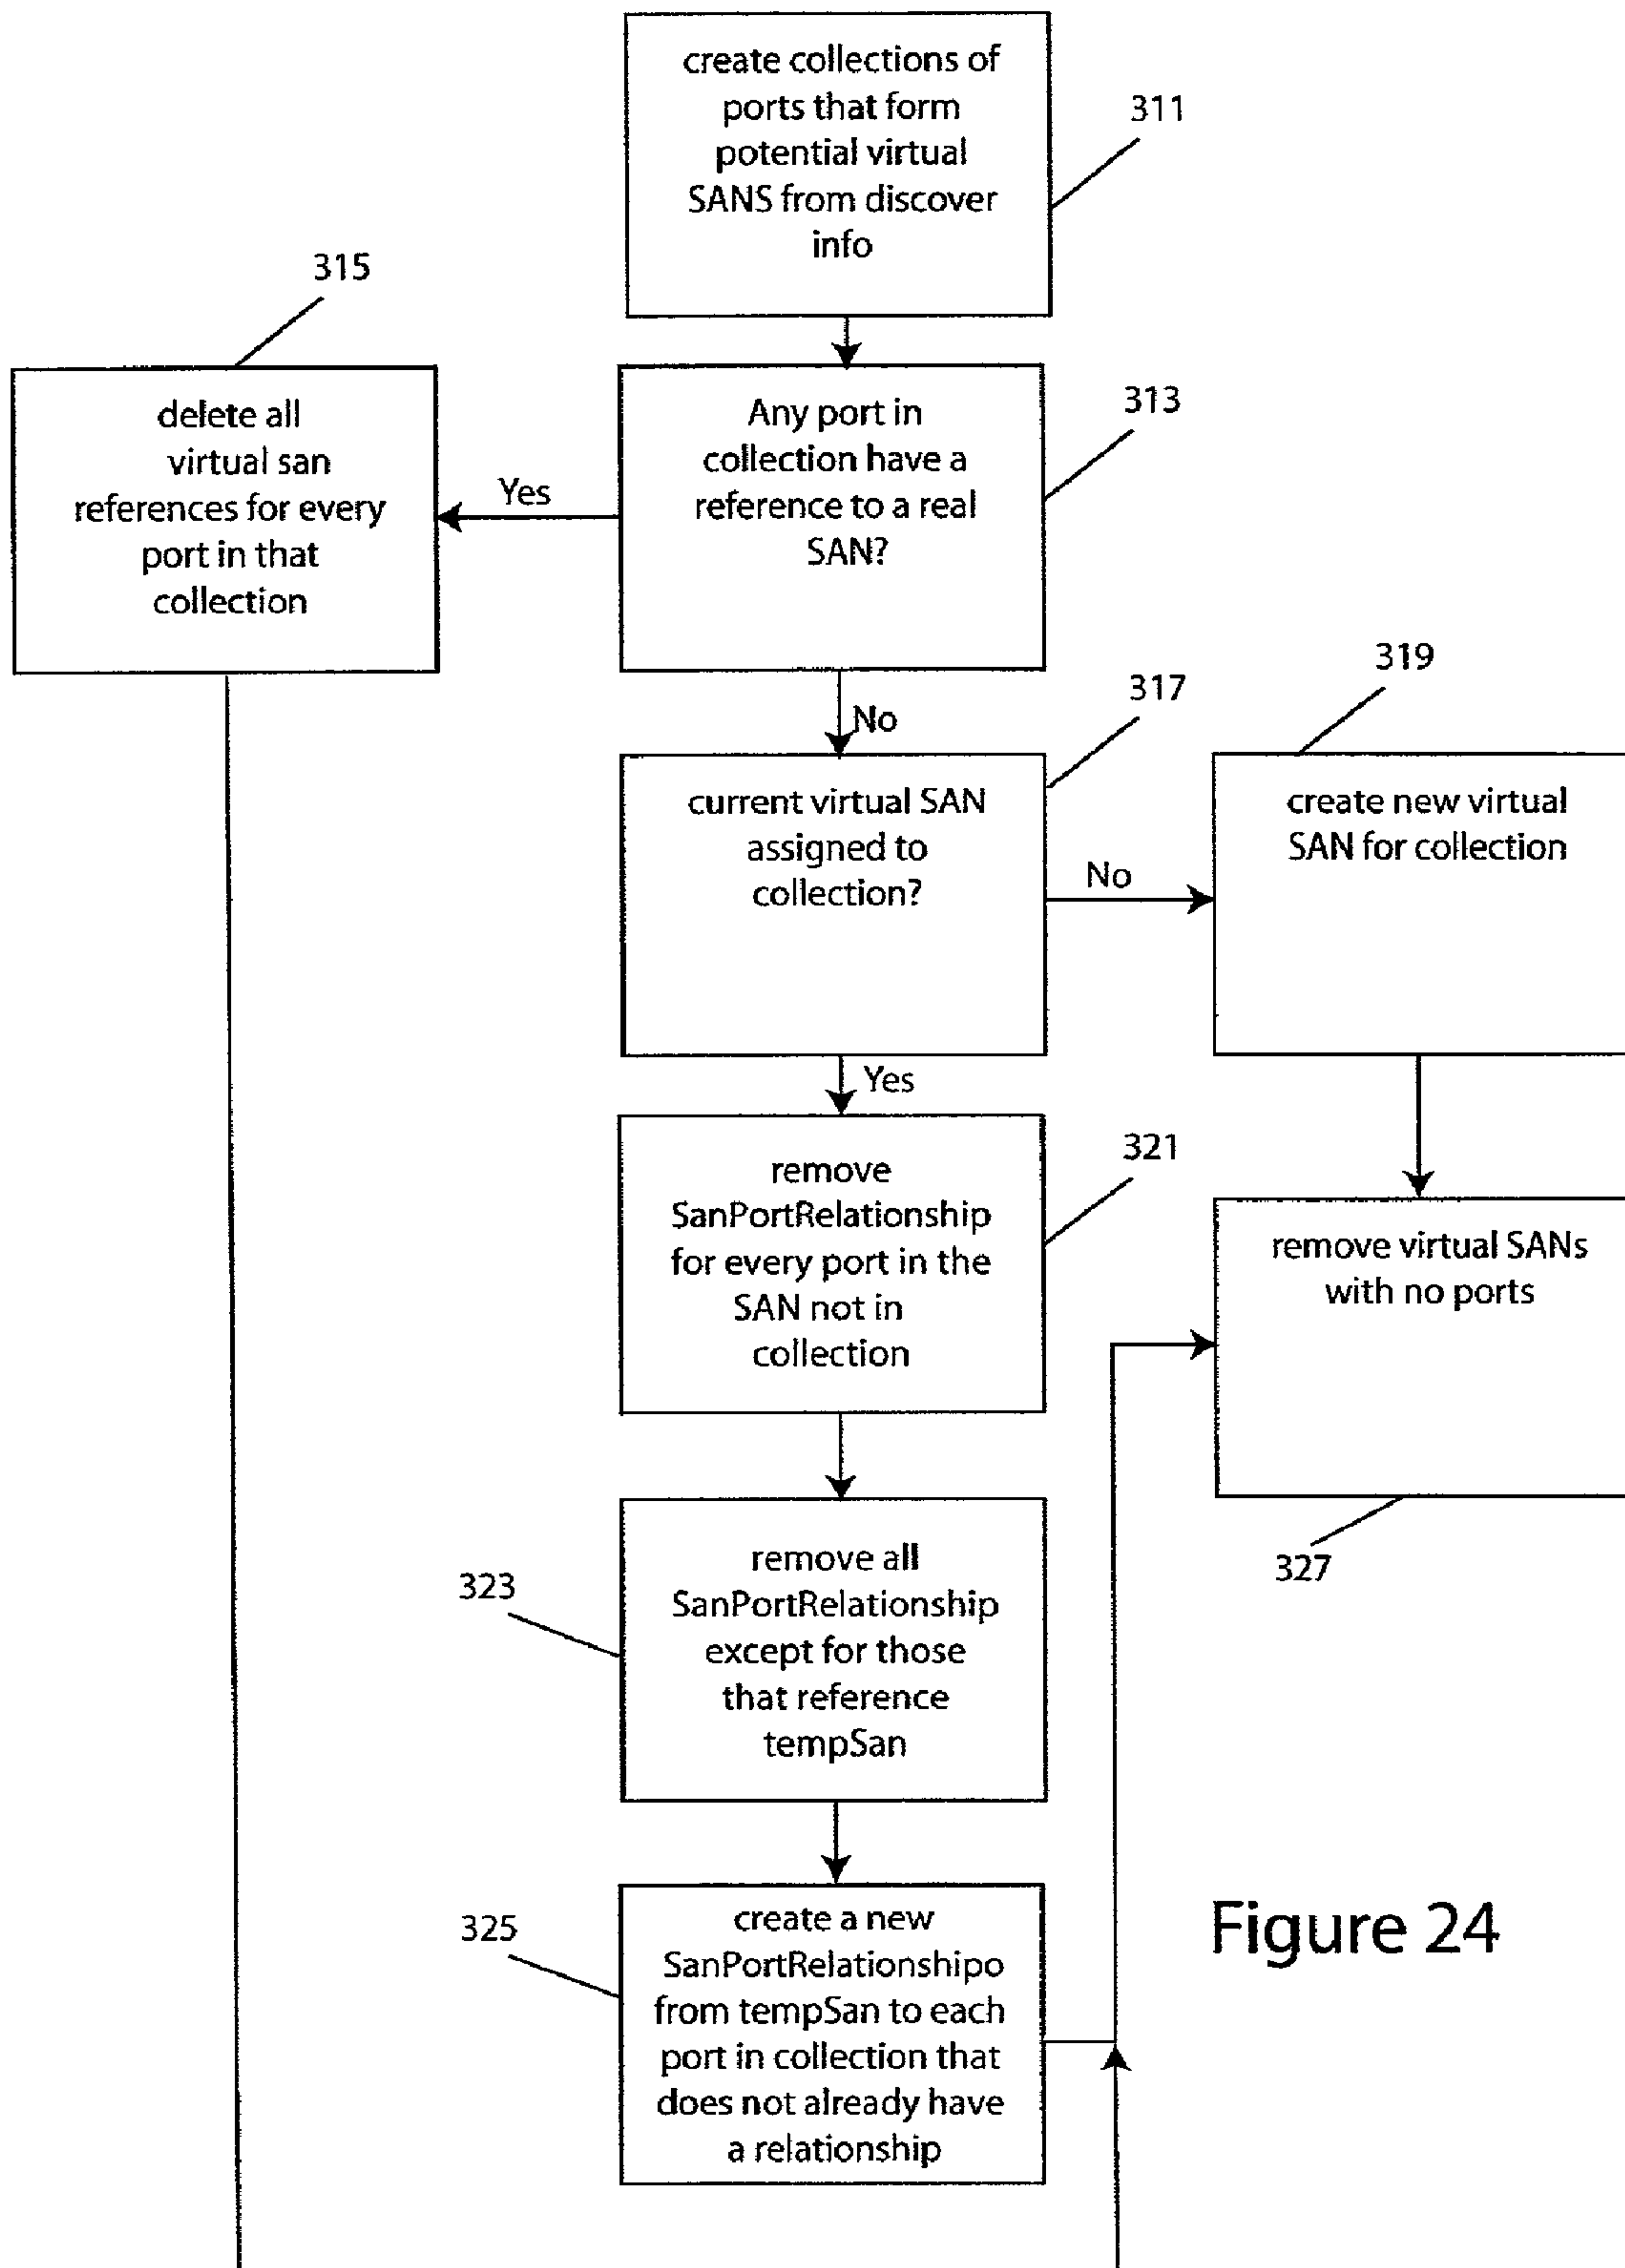 create collections of
ports that form
potential virtual
SANS from discover
info
311
315
delete all
virtual san
references for every
port in that
collection
Yes
Any port in
collection have a
reference to a real
SAN?
313
No
317
current virtual SAN
assigned to
collection?
No
319
create new virtual
SAN for collection
Yes
remove
SanPortRelationship
for every port in the
SAN not in
collection
321
remove virtual SANs
with no ports
327
323
remove all
SanPortRelationship
except for those
that reference
tempSan
325
create a new
SanPortRelationshipo
from tempSan to each
port in collection that
does not already have
a relationship
Figure 24